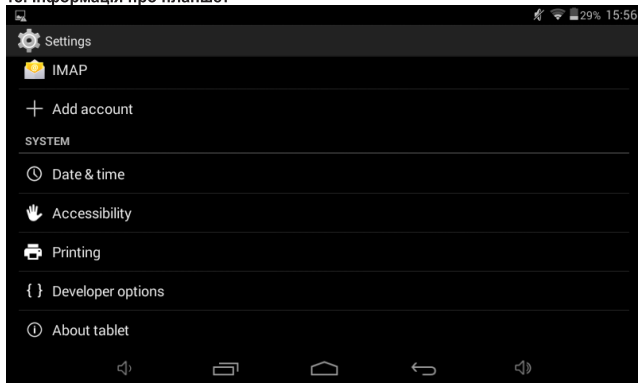 29% 15:56
Settings
IMAP
Add account
SYSTEM
Date & time
Accessibility
Printing
{ } Developer options
About tablet